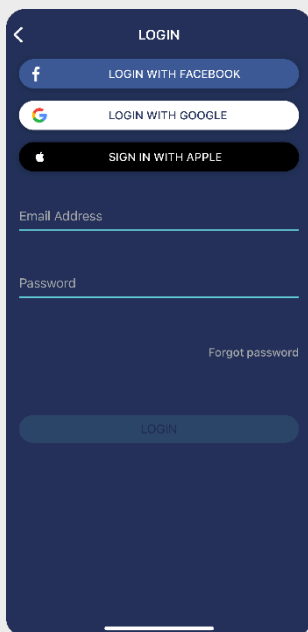 LOGIN
LOGIN WITH FACEBOOK
LOGIN WITH GOOGLE
SIGN IN WITH APPLE
Email Address
Password
Forgot password
LOGIN